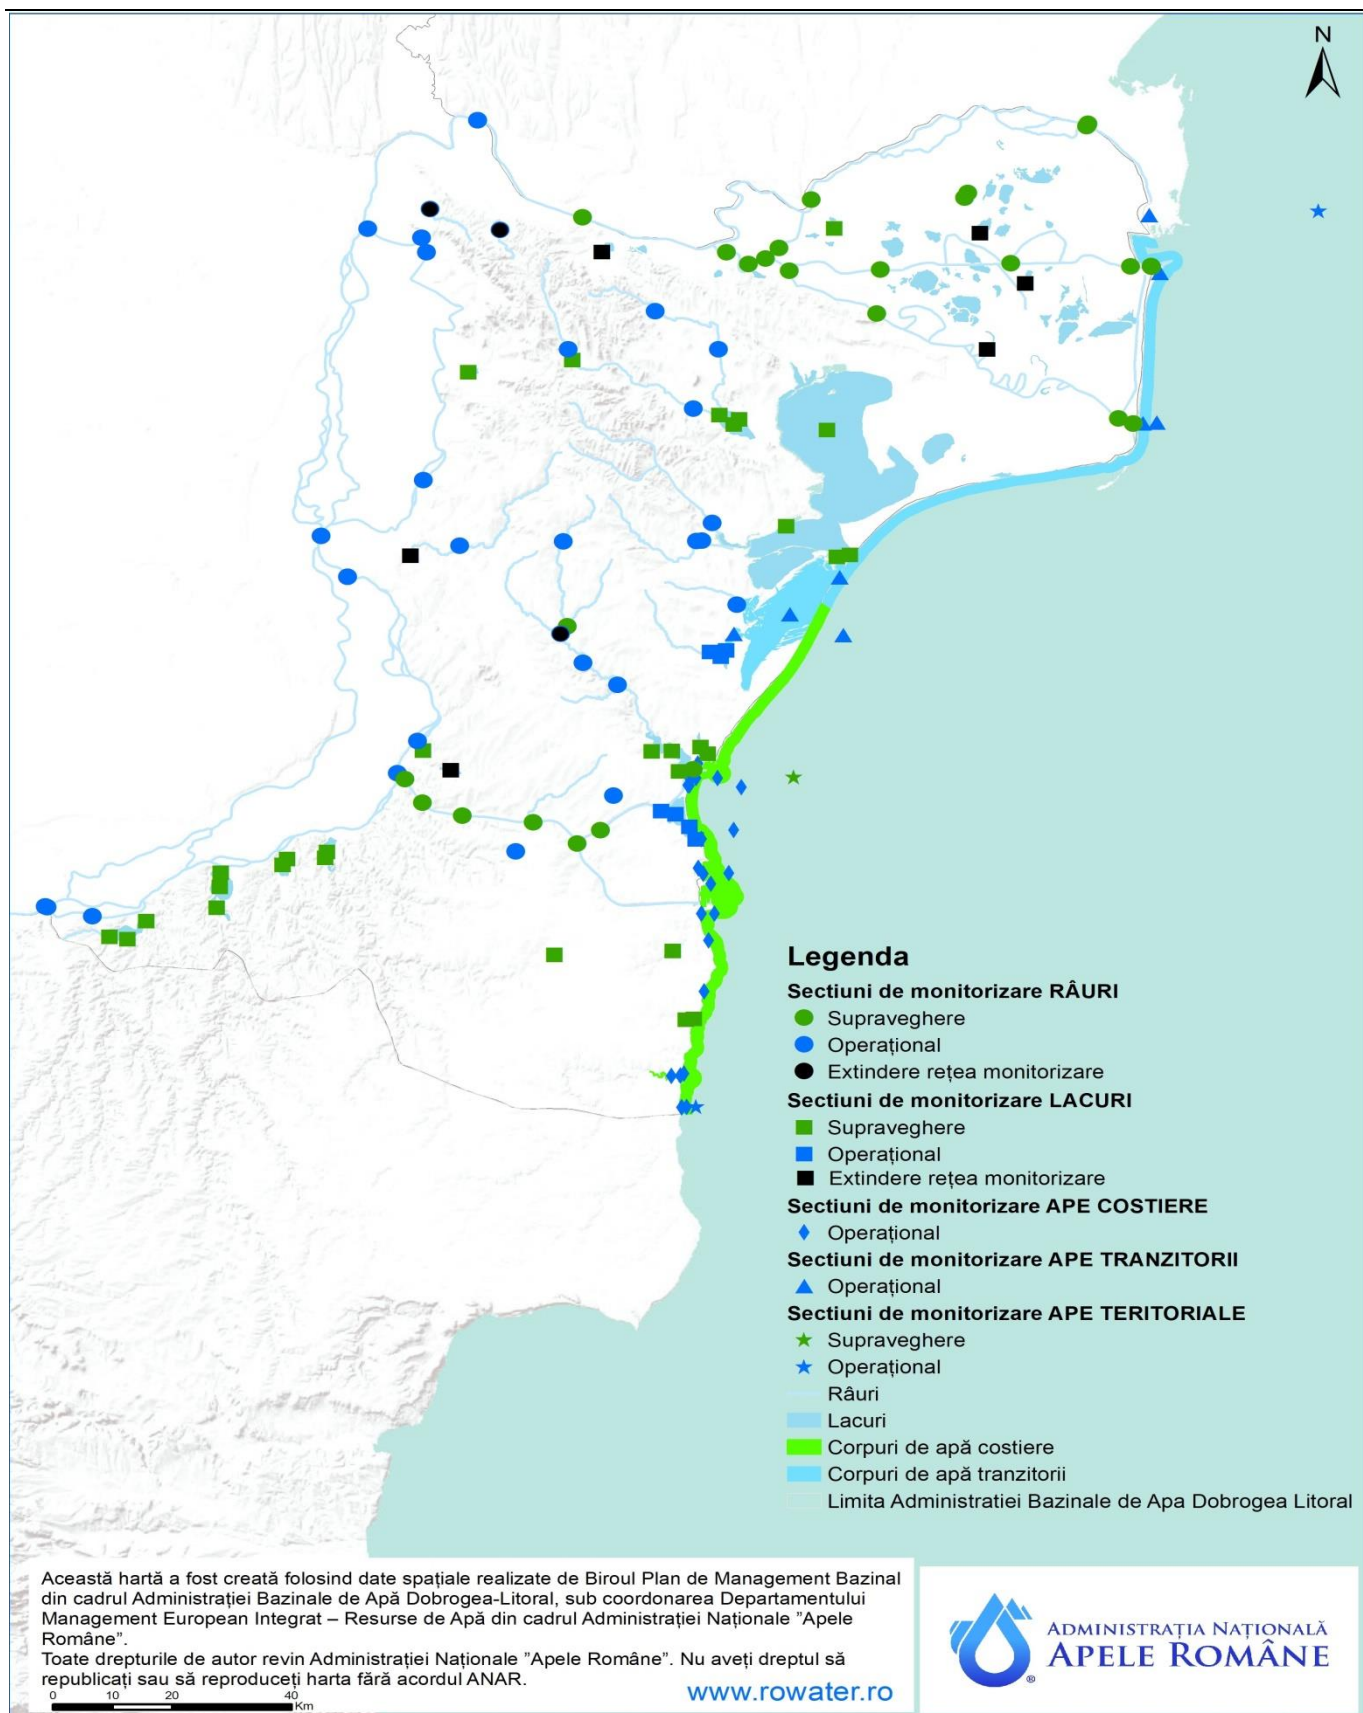 N
Legenda
Sectiuni de monitorizare RÂURI
Supraveghere
Operațional
Extindere rețea monitorizare
Sectiuni de monitorizare LACURI
Supraveghere
Operațional
Extindere rețea monitorizare
Sectiuni de monitorizare APE COSTIERE
Operațional
Sectiuni de monitorizare APE TRANZITORII
Operațional
Sectiuni de monitorizare APE TERITORIALE
Supraveghere
Operațional
Râuri
Lacuri
Corpuri de apă costiere
Corpuri de apă tranzitorii
Limita Administratiei Bazinale de Apa Dobrogea Litoral
Această hartă a fost creată folosind date spațiale realizate de Biroul Plan de Management Bazinal
din cadrul Administrației Bazinale de Apă Dobrogea-Litoral, sub coordonarea Departamentului
Management European Integrat – Resurse de Apă din cadrul Administrației Naționale "Apele
Române".
Toate drepturile de autor revin Administrației Naționale "Apele Române". Nu aveți dreptul să
republicați sau să reproduceți harta fără acordul ANAR.
www.rowater.ro
0 10 20 40
Km
ADMINISTRAȚIA NAȚIONALĂ
APELE ROMÂNE
®